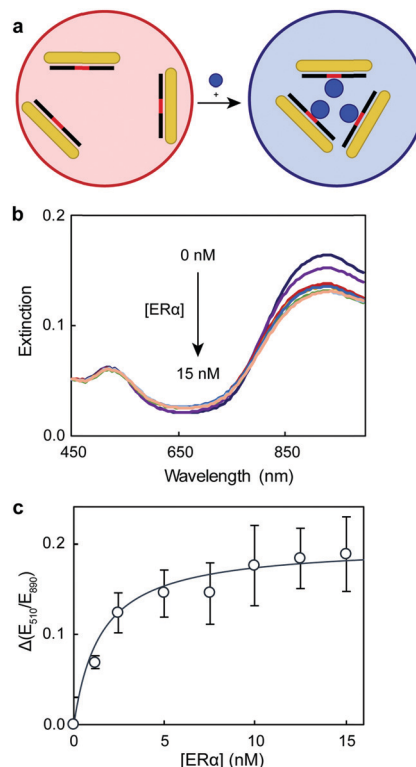 a
+
b
0.2
0 nM
[ERα]
15 nM
0.1
0.0
Extinction
450
650
850
Wavelength (nm)
c
0.2
0.1
0.0
Δ(E510/E890)
0
5
10
15
[ERα] (nM)